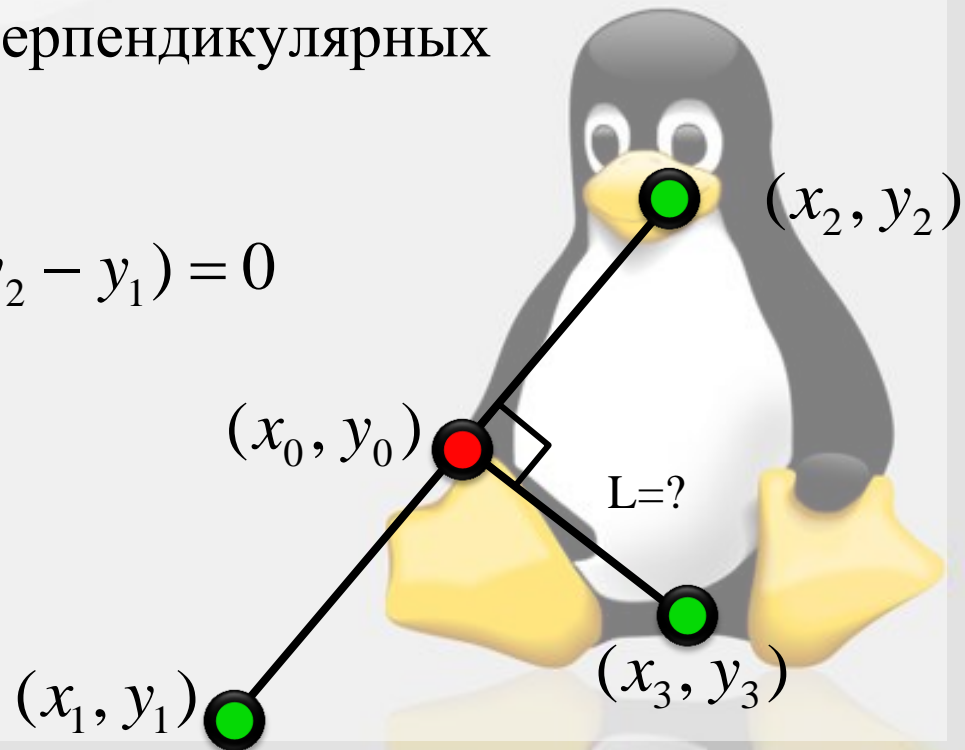 ерпендикулярных
(x₂, y₂)
₂ − y₁) = 0
(x₀, y₀)
L=?
(x₃, y₃)
(x₁, y₁)